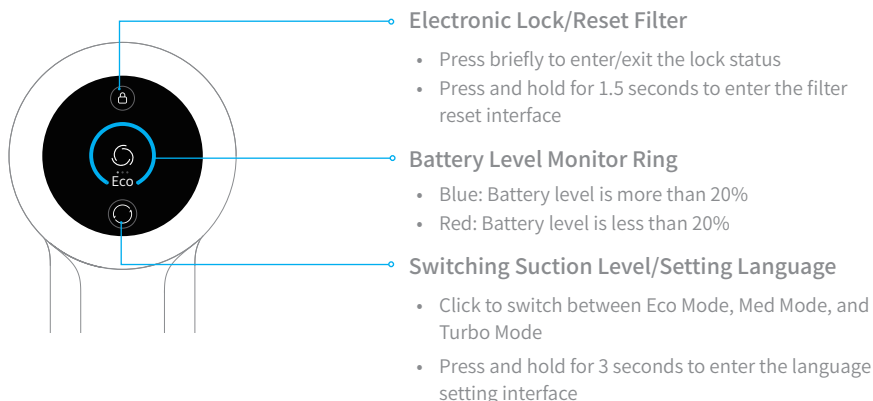 Electronic Lock/Reset Filter
• Press briefly to enter/exit the lock status
• Press and hold for 1.5 seconds to enter the filter
reset interface
Battery Level Monitor Ring
• Blue: Battery level is more than 20%
• Red: Battery level is less than 20%
Eco
Switching Suction Level/Setting Language
• Click to switch between Eco Mode, Med Mode, and
Turbo Mode
• Press and hold for 3 seconds to enter the language
setting interface